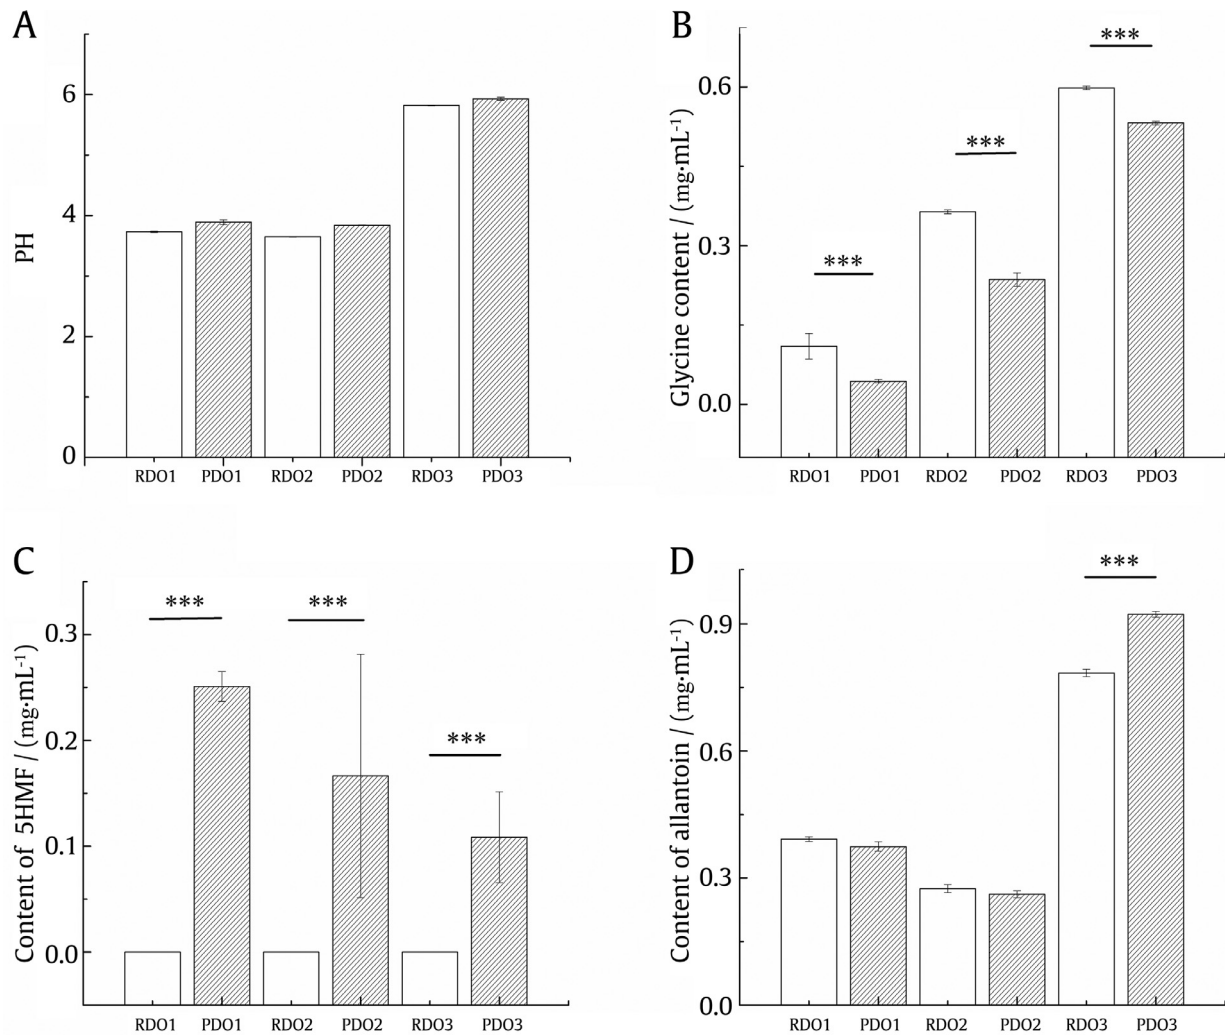 A
PH
6
4
2
0
RDO1 PDO1 RDO2 PDO2 RDO3 PDO3
B
Glycine content / (mg·mL-1)
0.6
0.3
0.0
***
***
***
RDO1 PDO1 RDO2 PDO2 RDO3 PDO3
C
Content of 5HMF / (mg·mL-1)
0.3
0.2
0.1
0.0
***
***
***
RDO1 PDO1 RDO2 PDO2 RDO3 PDO3
D
Content of allantoin / (mg·mL-1)
0.9
0.6
0.3
0.0
***
RDO1 PDO1 RDO2 PDO2 RDO3 PDO3